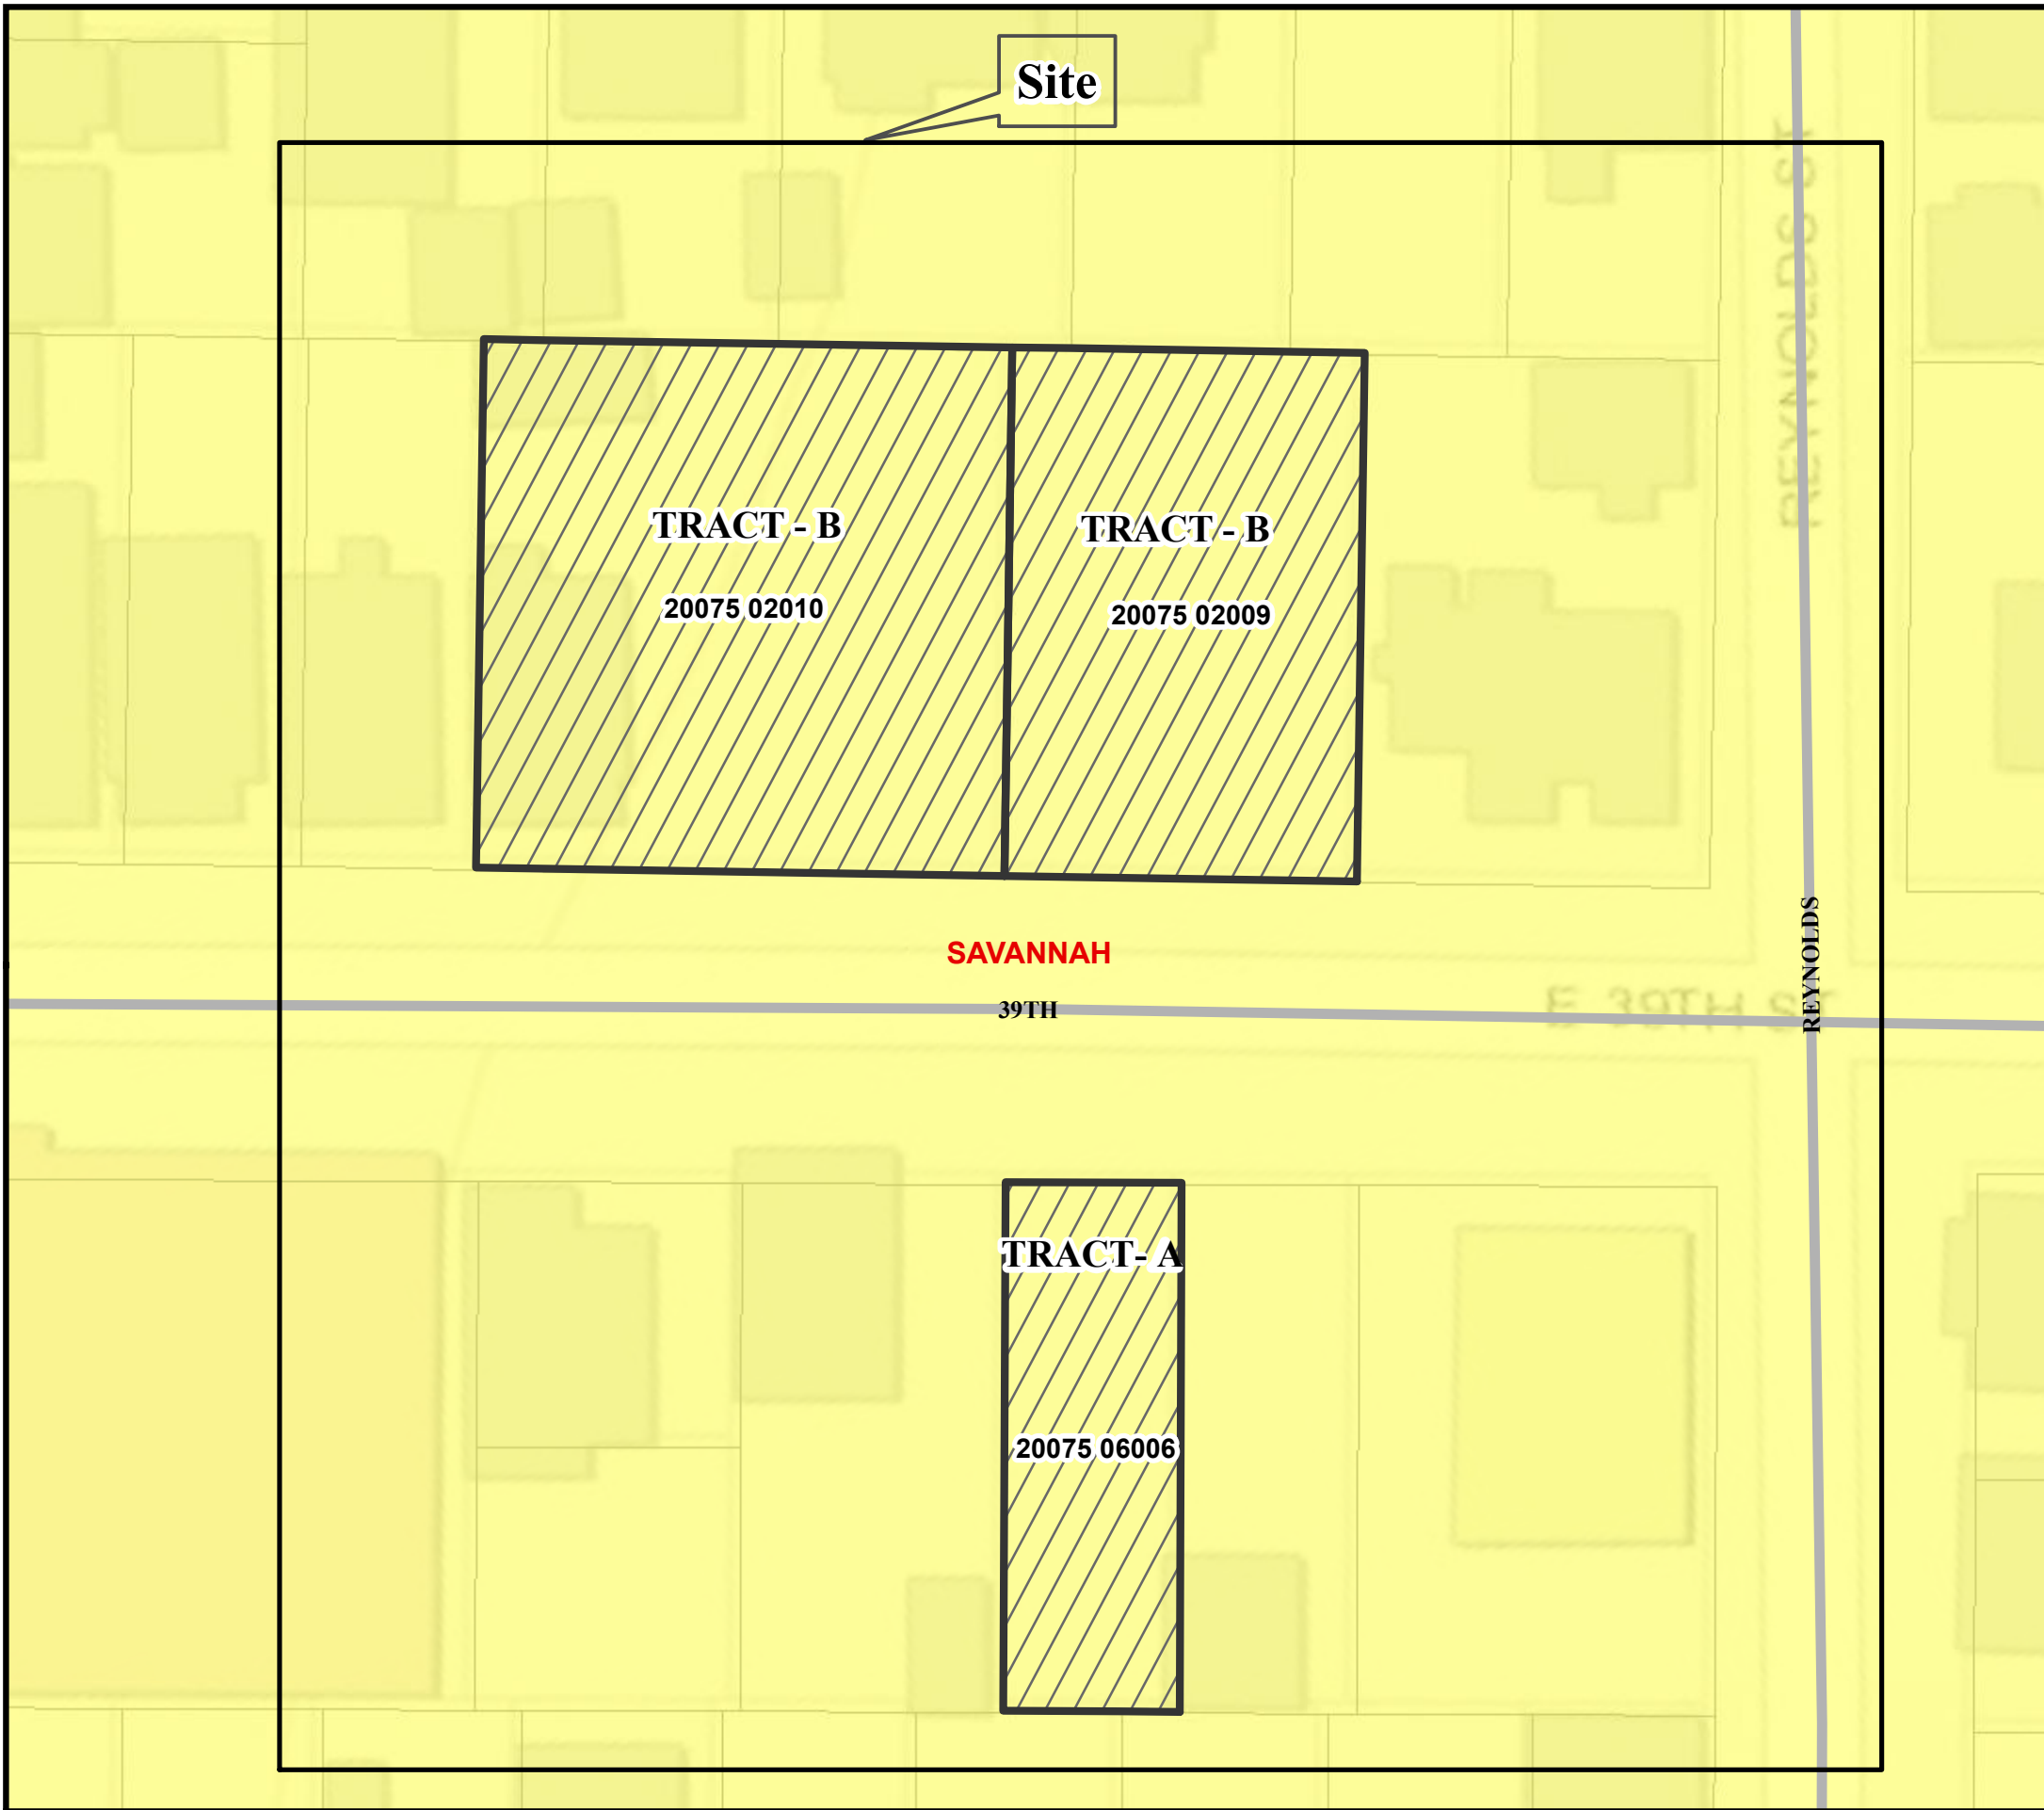 Site
REYNOLDS ST
TRACT - B
TRACT - B
20075 02010
20075 02009
SAVANNAH
REYNOLDS
39TH
E 39TH ST
TRACT- A
20075 06006